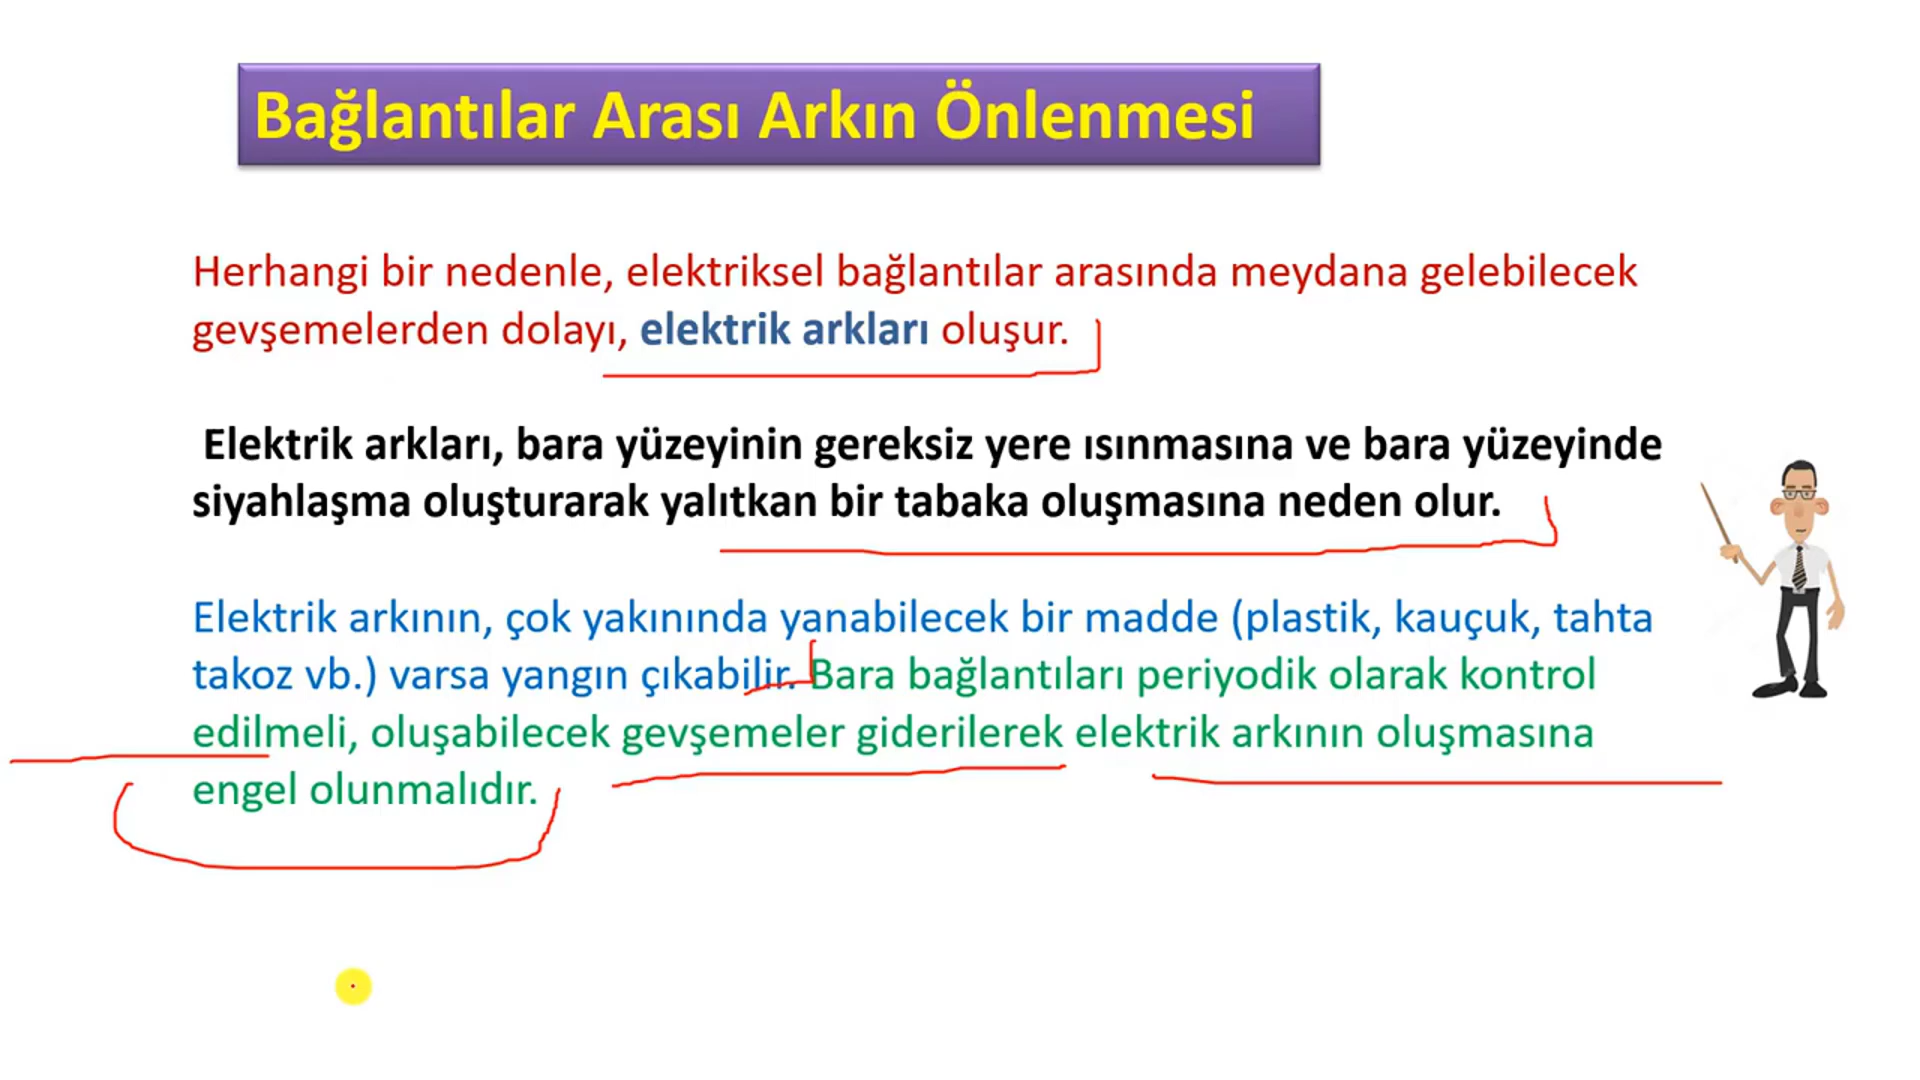 Bağlantılar Arası Arkın Önlenmesi
Herhangi bir nedenle, elektriksel bağlantılar arasında meydana gelebilecek
gevşemelerden dolayı, elektrik arkları oluşur.
Elektrik arkları, bara yüzeyinin gereksiz yere ısınmasına ve bara yüzeyinde
siyahlaşma oluşturarak yalıtkan bir tabaka oluşmasına neden olur.
Elektrik arkının, çok yakınında yanabilecek bir madde (plastik, kauçuk, tahta
takoz vb.) varsa yangın çıkabilir. Bara bağlantıları periyodik olarak kontrol
edilmeli, oluşabilecek gevşemeler giderilerek elektrik arkının oluşmasına
engel olunmalıdır.